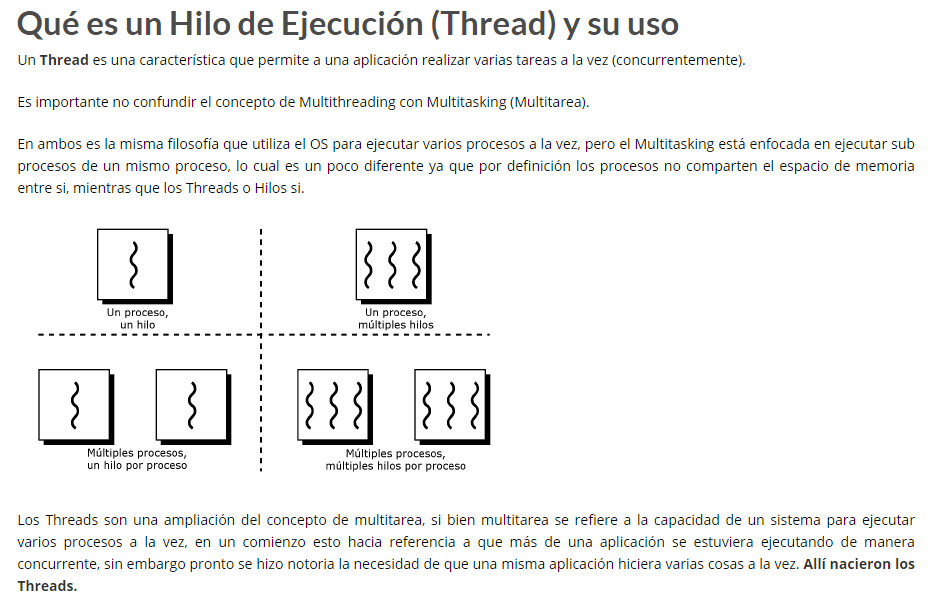 Qué es un Hilo de Ejecución (Thread) y su uso
Un Thread es una característica que permite a una aplicación realizar varias tareas a la vez (concurrentemente).
Es importante no confundir el concepto de Multithreading con Multitasking (Multitarea).
En ambos es la misma filosofía que utiliza el OS para ejecutar varios procesos a la vez, pero el Multitasking está enfocada en ejecutar sub
procesos de un mismo proceso, lo cual es un poco diferente ya que por definición los procesos no comparten el espacio de memoria
entre si, mientras que los Threads o Hilos si.
Un proceso,
un hilo
Un proceso,
múltiples hilos
Múltiples procesos,
un hilo por proceso
Múltiples procesos,
múltiples hilos por proceso
Los Threads son una ampliación del concepto de multitarea, si bien multitarea se refiere a la capacidad de un sistema para ejecutar
varios procesos a la vez, en un comienzo esto hacia referencia a que más de una aplicación se estuviera ejecutando de manera
concurrente, sin embargo pronto se hizo notoria la necesidad de que una misma aplicación hiciera varias cosas a la vez. Allí nacieron los
Threads.